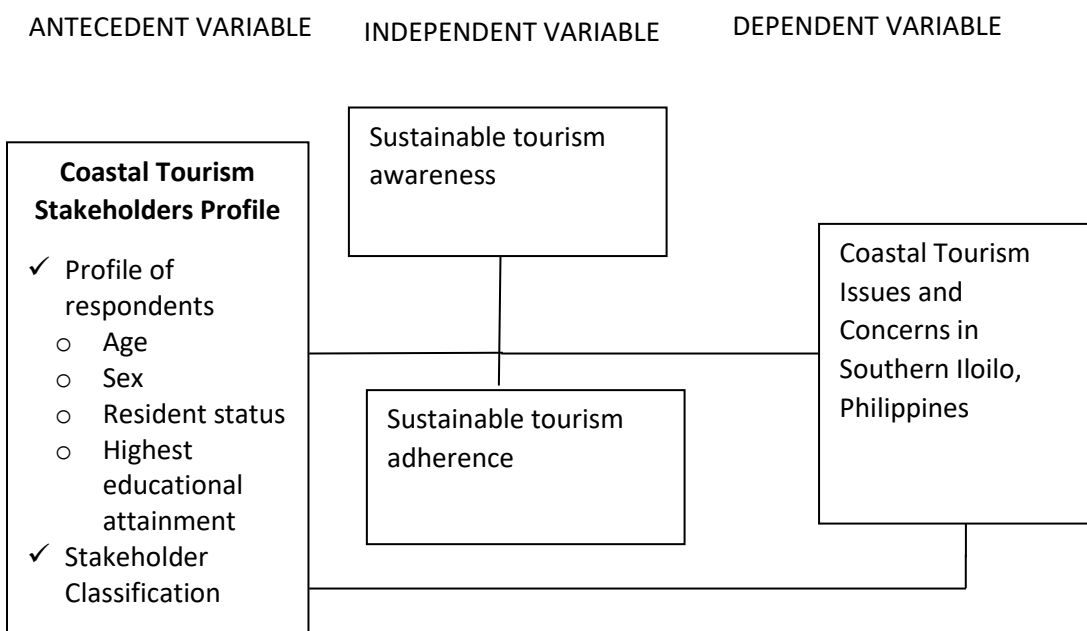 ANTECEDENT VARIABLE
INDEPENDENT VARIABLE
DEPENDENT VARIABLE
Coastal Tourism
Stakeholders Profile
✓ Profile of
respondents
o Age
o Sex
o Resident status
o Highest
educational
attainment
✓ Stakeholder
Classification
Sustainable tourism
awareness
Sustainable tourism
adherence
Coastal Tourism
Issues and
Concerns in
Southern Iloilo,
Philippines